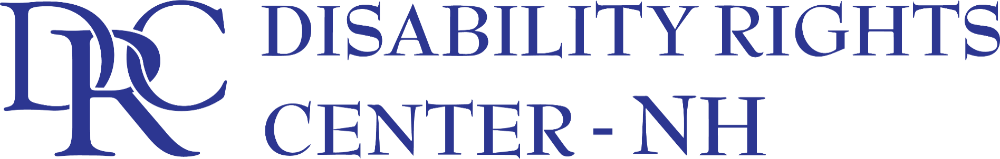 DRC
DISABILITY RIGHTS
CENTER - NH